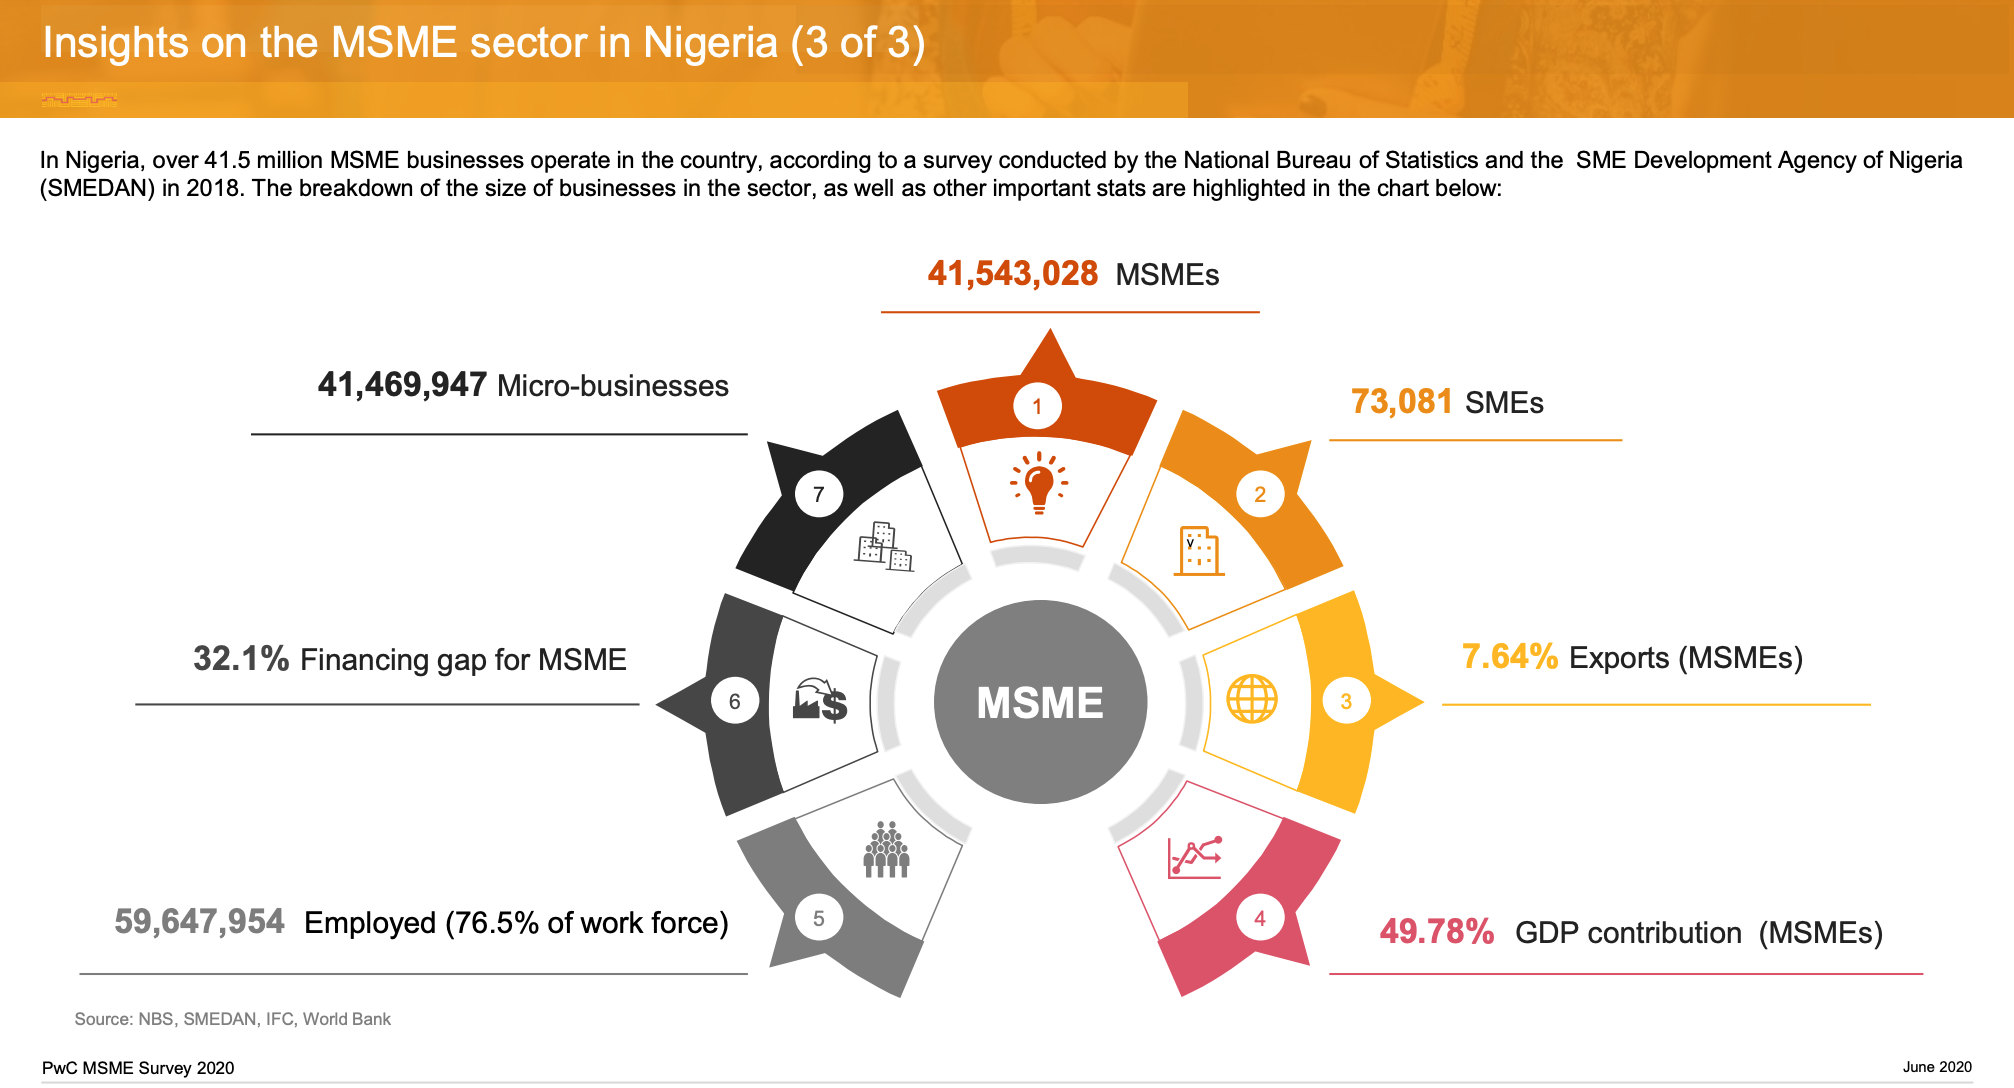 Insights on the MSME sector in Nigeria (3 of 3)
In Nigeria, over 41.5 million MSME businesses operate in the country, according to a survey conducted by the National Bureau of Statistics and the  SME Development Agency of Nigeria
(SMEDAN) in 2018. The breakdown of the size of businesses in the sector, as well as other important stats are highlighted in the chart below:
41,543,028 MSMEs
41,469,947 Micro-businesses
73,081 SMEs
1
7
2
V
32.1% Financing gap for MSME
7.64% Exports (MSMEs)
6
MSME
3
$
59,647,954 Employed (76.5% of work force)
5
4
49.78% GDP contribution (MSMEs)
Source: NBS, SMEDAN, IFC, World Bank
PwC MSME Survey 2020
June 2020